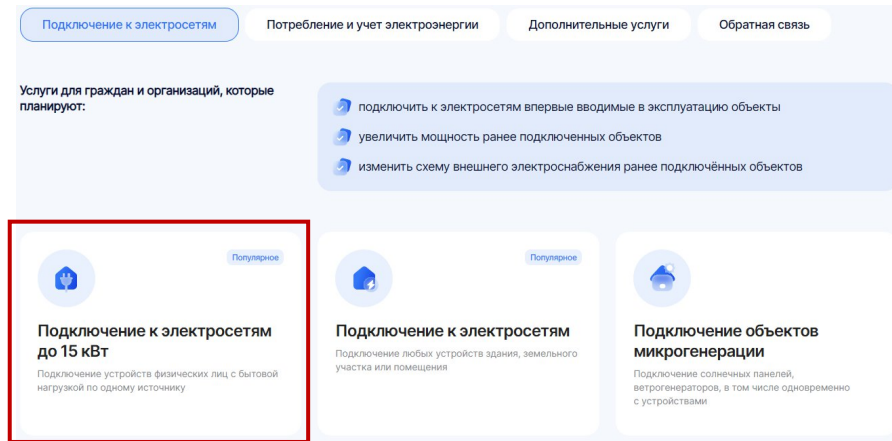 Подключение к электросетям
Потребление и учет электроэнергии
Дополнительные услуги
Обратная связь
Услуги для граждан и организаций, которые
планируют:
подключить к электросетям впервые вводимые в эксплуатацию объекты
увеличить мощность ранее подключенных объектов
изменить схему внешнего электроснабжения ранее подключённых объектов
Популярное
Подключение к электросетям
до 15 кВт
Подключение устройств физических лиц с бытовой
нагрузкой по одному источнику
Популярное
Подключение к электросетям
Подключение любых устройств здания, земельного
участка или помещения
Подключение объектов
микрогенерации
Подключение солнечных панелей,
ветрогенераторов, в том числе одновременно
с устройствами